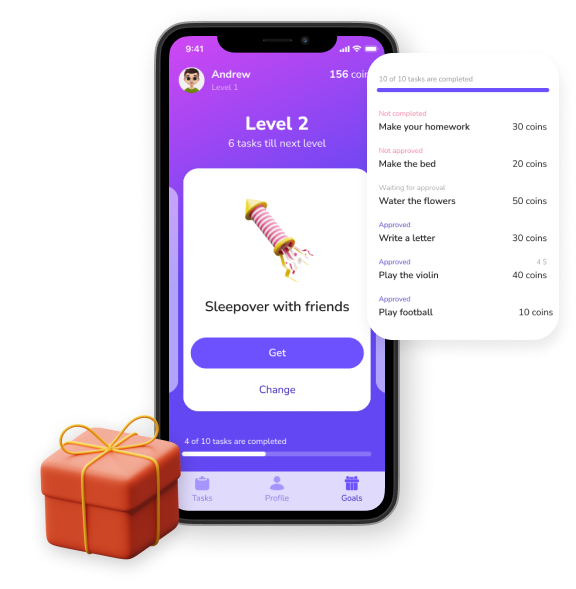 9:41
Andrew
Level 1
156 coin
Level 2
6 tasks till next level
Sleepover with friends
Get
Change
4 of 10 tasks are completed
Tasks
Profile
Goals
10 of 10 tasks are completed
Not completed
Make your homework 30 coins
Not approved
Make the bed 20 coins
Waiting for approval
Water the flowers 50 coins
Approved
Write a letter 30 coins
Approved 4 S
Play the violin 40 coins
Approved
Play football 10 coins